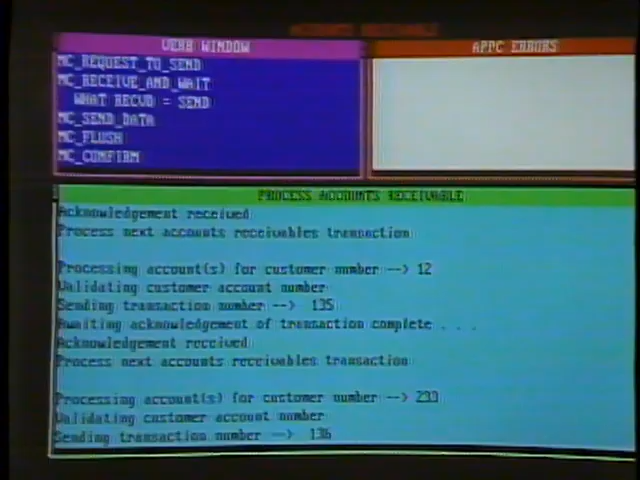 VERB WINDOW
MC_REQUEST_TO_SEND
MC_RECEIVE_AND_WAIT
WHAT RECVD = SEND
MC_SEND_DATA
MC_FLUSH
MC_CONFIRM
APPC ERRORS
PROCESS ACCOUNTS RECEIVABLE
Acknowledgement received
Process next accounts receivables transaction
Processing account(s) for customer number --> 12
Validating customer account number
Sending transaction number --> 135
Awaiting acknowledgement of transaction complete . . .
Acknowledgement received
Process next accounts receivables transaction
Processing account(s) for customer number --> 233
Validating customer account number
Sending transaction number --> 136